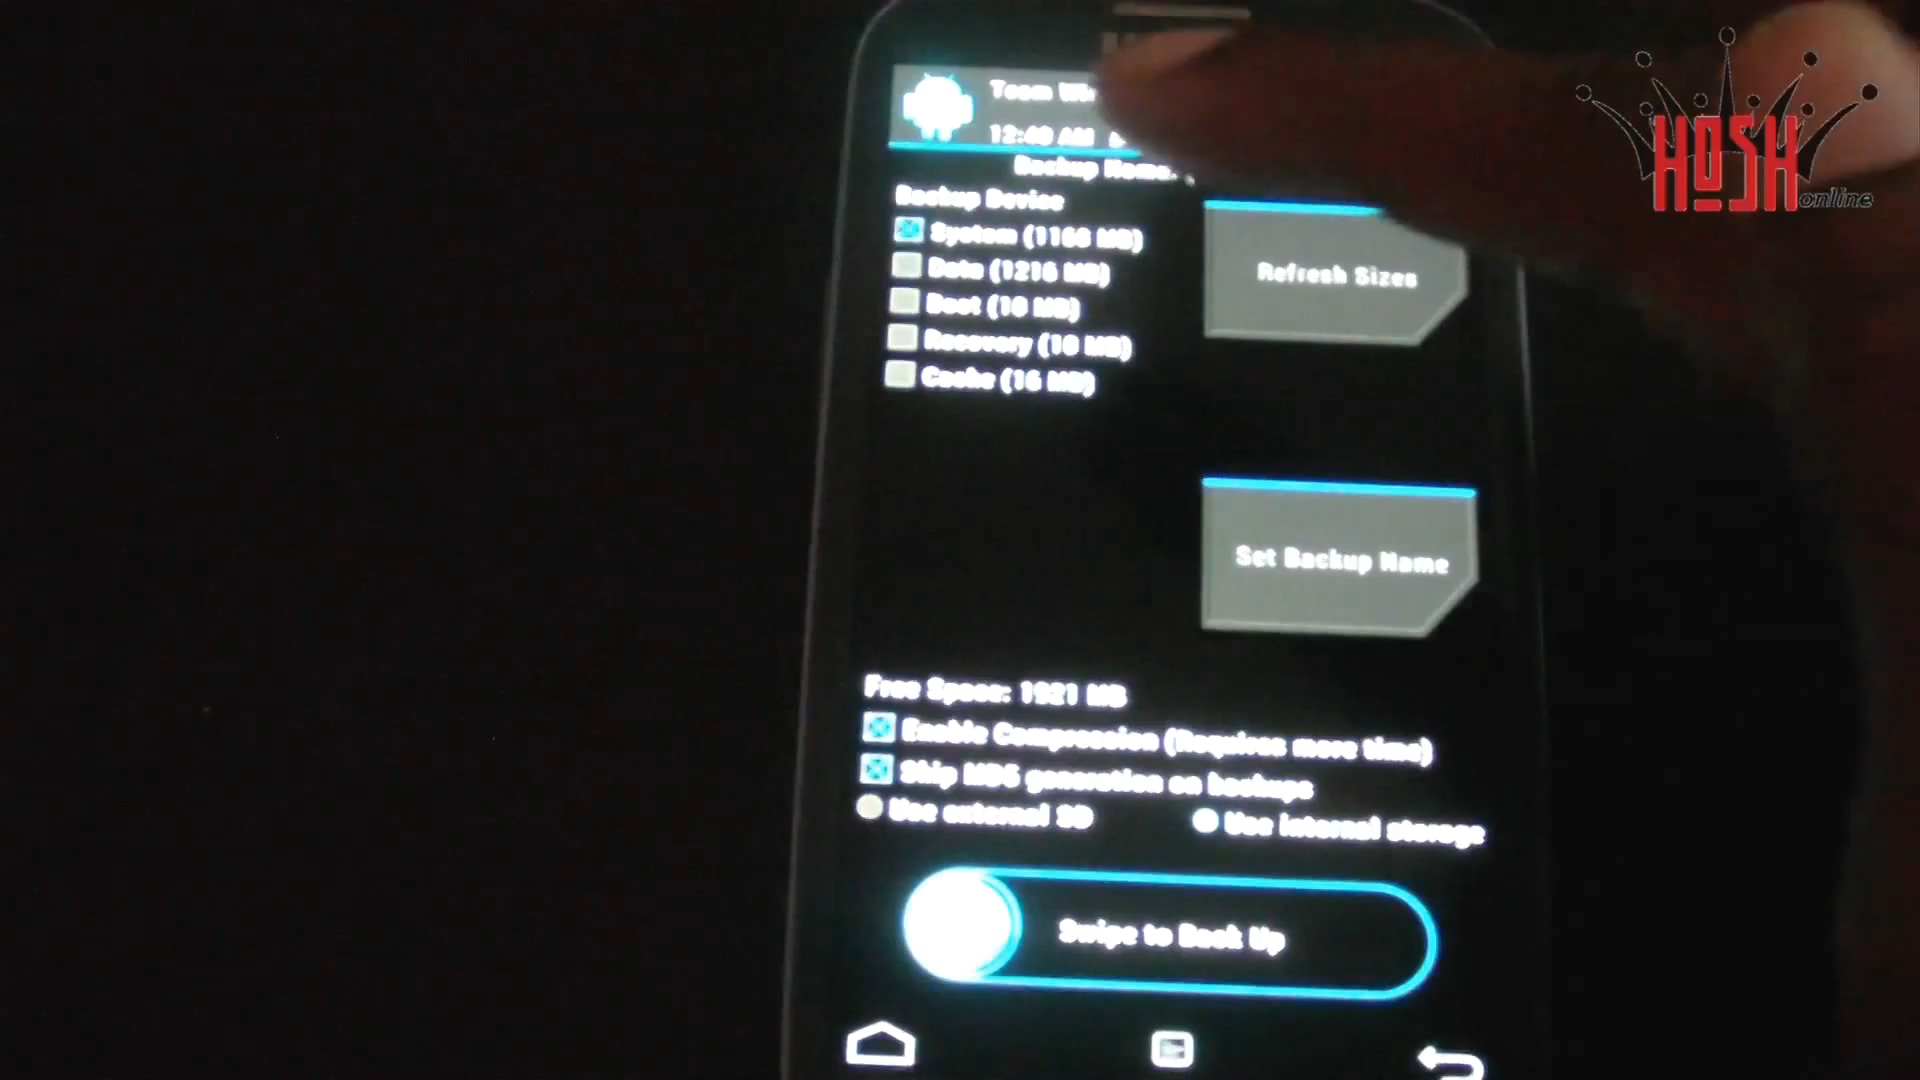 HOSH
online
Team
12:40 AM
Backup Name:
Backup Device
System (1168 MB)
Data (1216 MB)
Boot (10 MB)
Recovery (10 MB)
Cache (16 MB)
Refresh Sizes
Set Backup Name
Free Space: 1921 MB
Enable Compression (Requires more time)
Skip MD5 generation on backups
Use external SD
Use internal storage
Swipe to Back Up